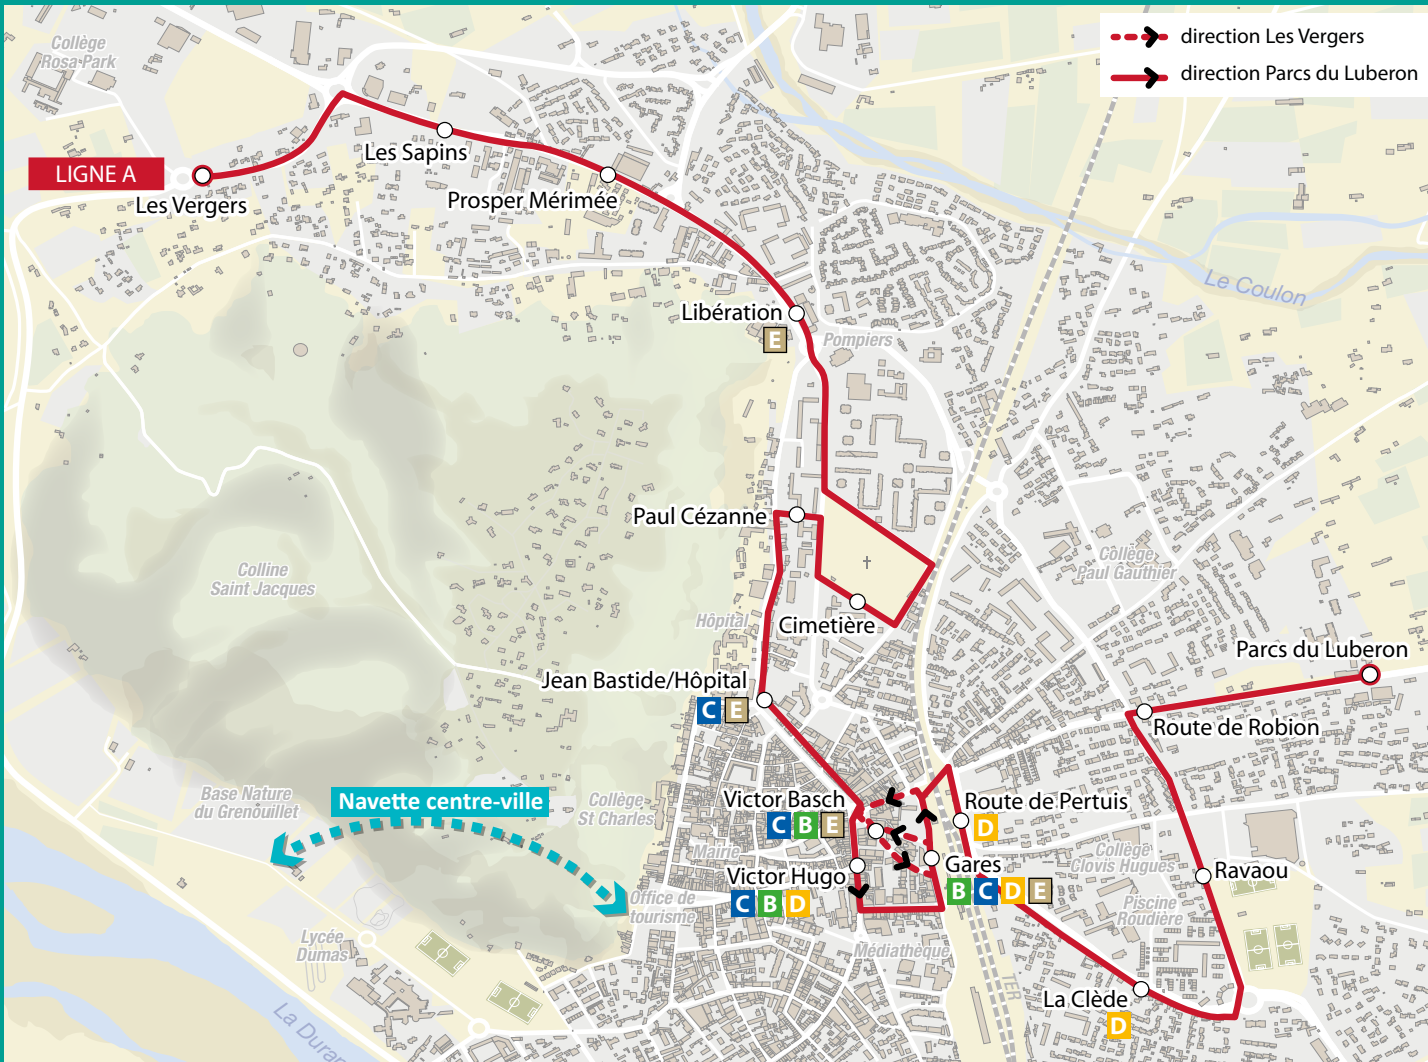 direction Les Vergers
direction Parcs du Luberon
Collège
Rosa-Park
LIGNE A
Les Vergers
Les Sapins
Prosper Mérimée
Le Coulon
Libération
E
Pompiers
Paul Cézanne
Colline
Saint Jacques
Collège
Paul Gauthier
Cimetière
Hôpital
Parcs du Luberon
Jean Bastide/Hôpital
C E
Route de Robion
Base Nature
du Grenouillet
Navette centre-ville
Collège
St Charles
Victor Basch
C B E
Route de Pertuis
D
Mairie
Collège
Clovis Hugues
Victor Hugo
C B D
Gares
B C D E
Ravaou
Office de
tourisme
Piscine
Roudière
Lycée
Dumas
Médiathèque
TER
La Clède
D
La Duran